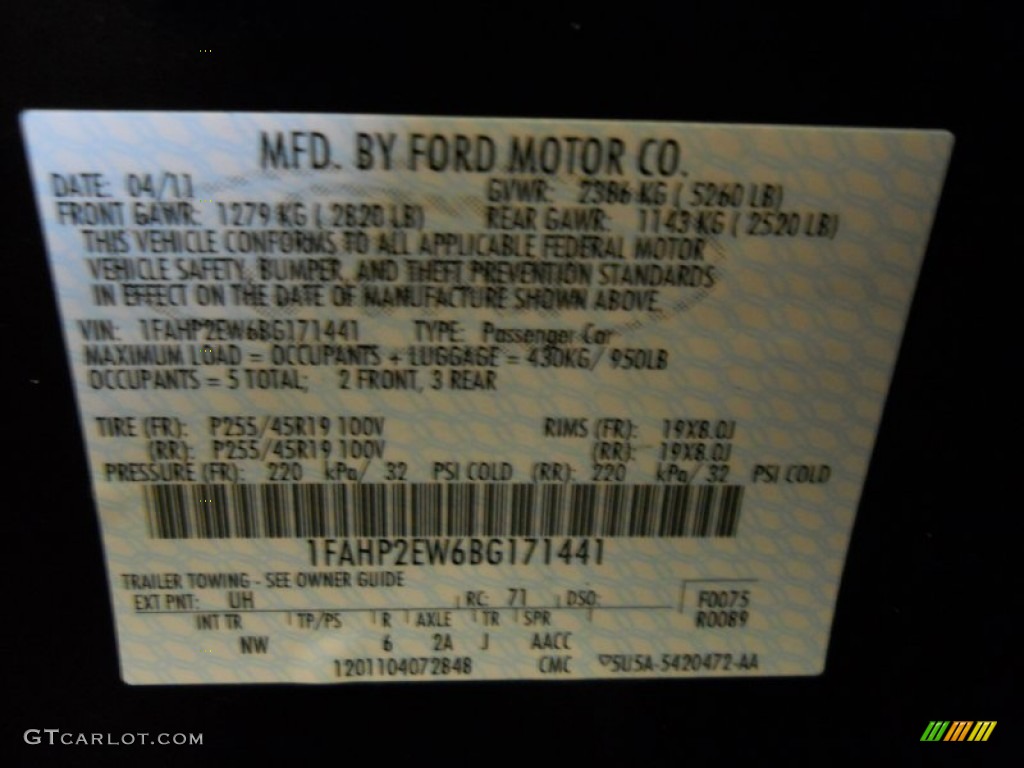 MFD. BY FORD MOTOR CO.
DATE: 04/11 GVWR: 2386 KG ( 5260 LB)
FRONT GAWR: 1279 KG ( 2820 LB) REAR GAWR: 1143 KG ( 2520 LB)
THIS VEHICLE CONFORMS TO ALL APPLICABLE FEDERAL MOTOR
VEHICLE SAFETY, BUMPER, AND THEFT PREVENTION STANDARDS
IN EFFECT ON THE DATE OF MANUFACTURE SHOWN ABOVE.
VIN: 1FAHP2EW6BG171441 TYPE: Passenger Car
MAXIMUM LOAD = OCCUPANTS + LUGGAGE = 430KG/ 950LB
OCCUPANTS = 5 TOTAL; 2 FRONT, 3 REAR
TIRE (FR): P255/45R19 100V RIMS (FR): 19X8.0J
(RR): P255/45R19 100V (RR): 19X8.0J
PRESSURE (FR): 220 kPa/ 32 PSI COLD (RR): 220 kPa/ 32 PSI COLD
1FAHP2EW6BG171441
TRAILER TOWING - SEE OWNER GUIDE
EXT PNT: UH RC: 71 DSO: F0075
INT TR TP/PS R AXLE TR SPR R0089
NW 6 2A J AACC
1201104072848 CMC 5U5A-5420472-AA
GTCARLOT.COM